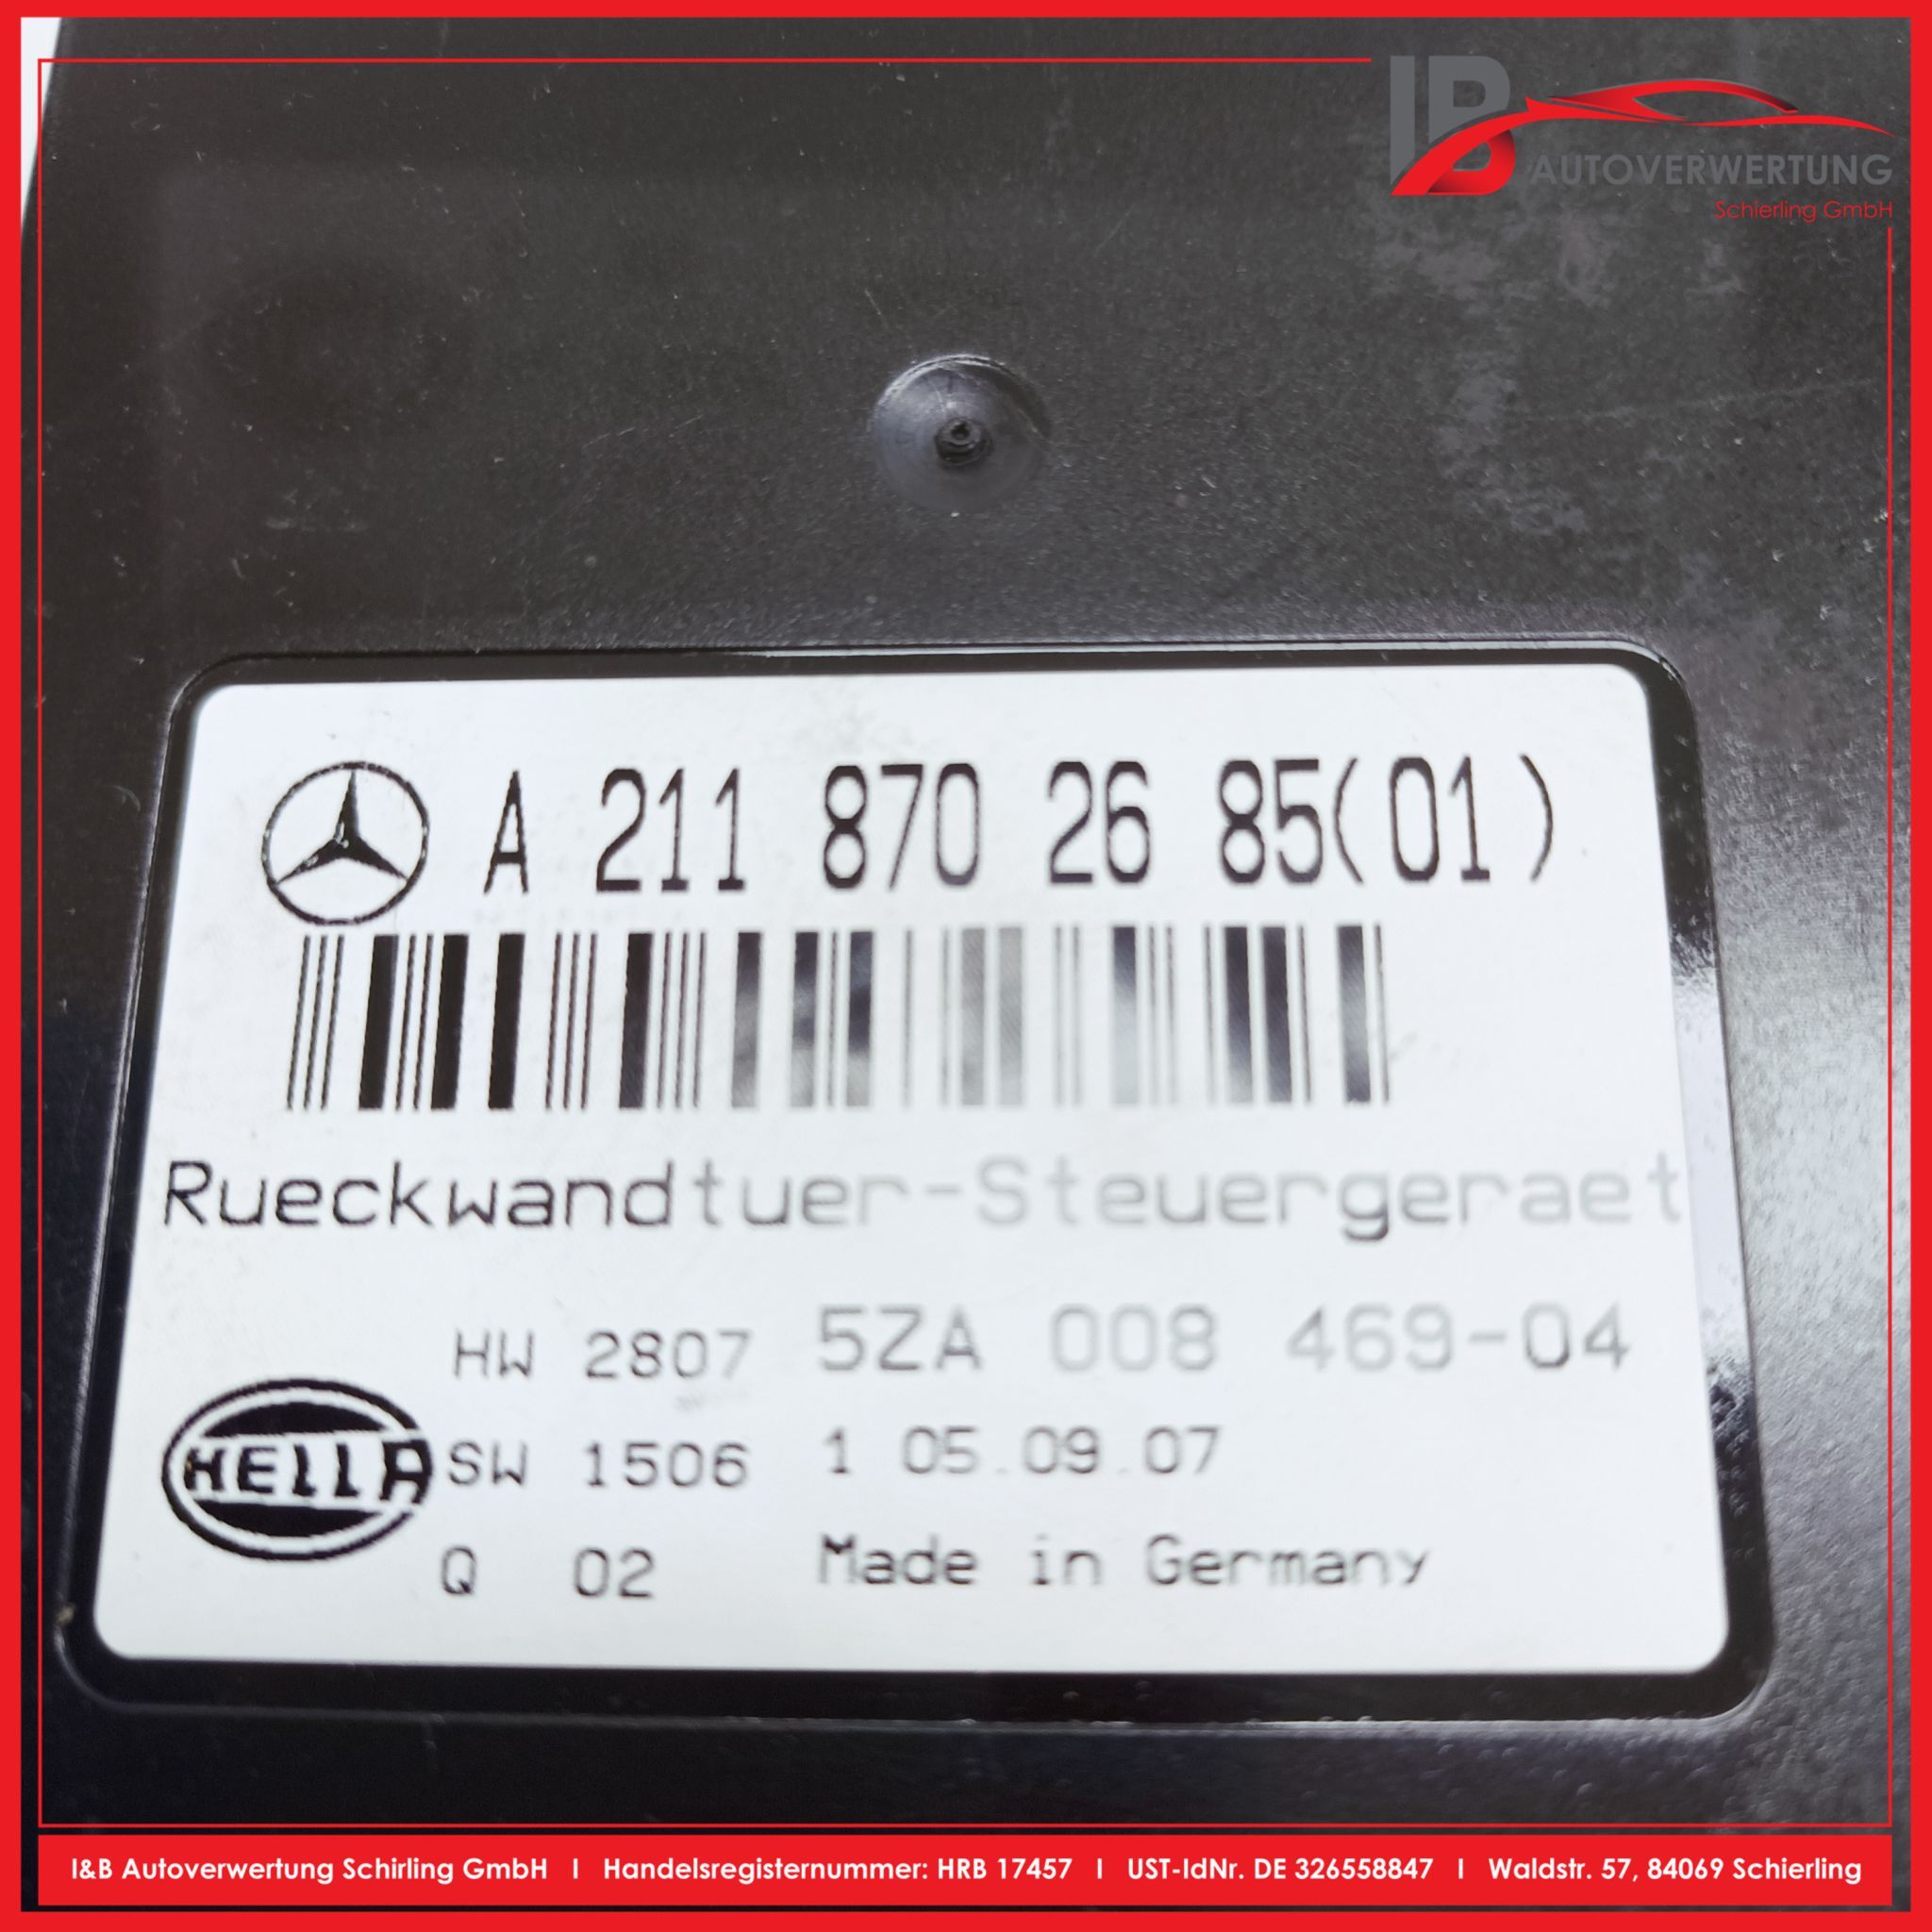 IB
AUTOVERWERTUNG
Schierling GmbH
A 211 870 26 85(01)
Rueckwandtuer-Steuergeraet
HW 2807 5ZA 008 469-04
HELLA SW 1506 1 05.09.07
Q 02 Made in Germany
I&B Autoverwertung Schirling GmbH I Handelsregisternummer: HRB 17457 I UST-IdNr. DE 326558847 I Waldstr. 57, 84069 Schierling